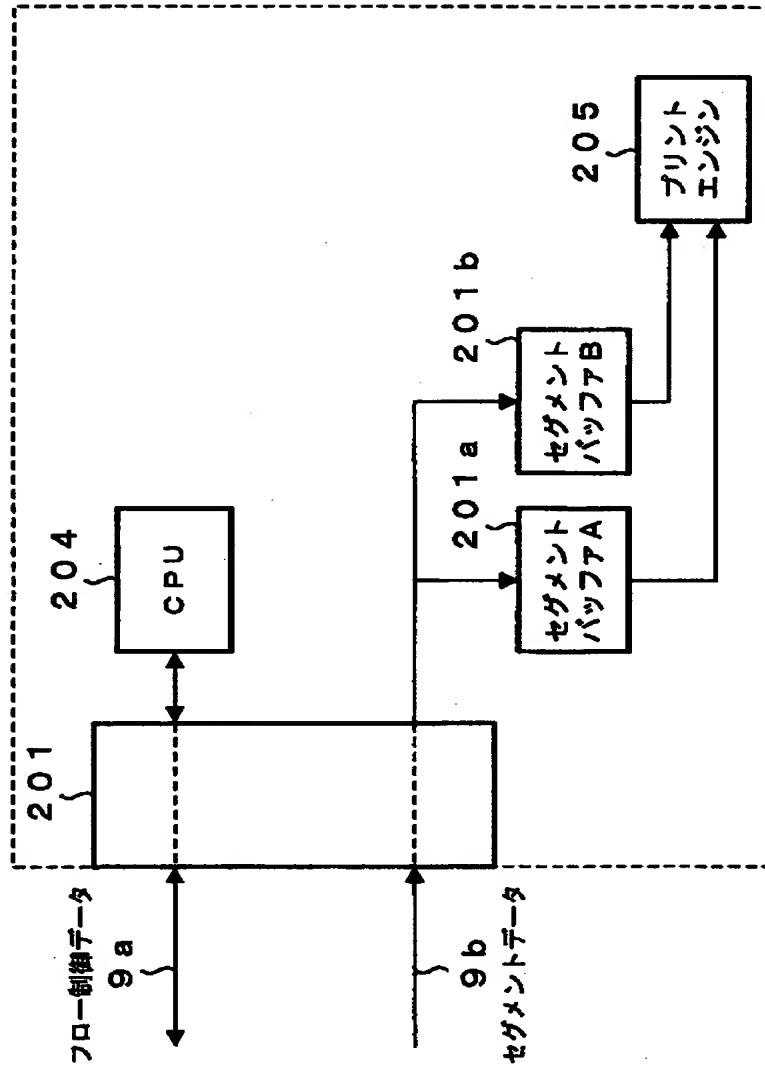 フロー制御データ
9a
セグメントデータ
9b
201
204
CPU
201a
セグメント
バッファA
201b
セグメント
バッファB
205
プリント
エンジン